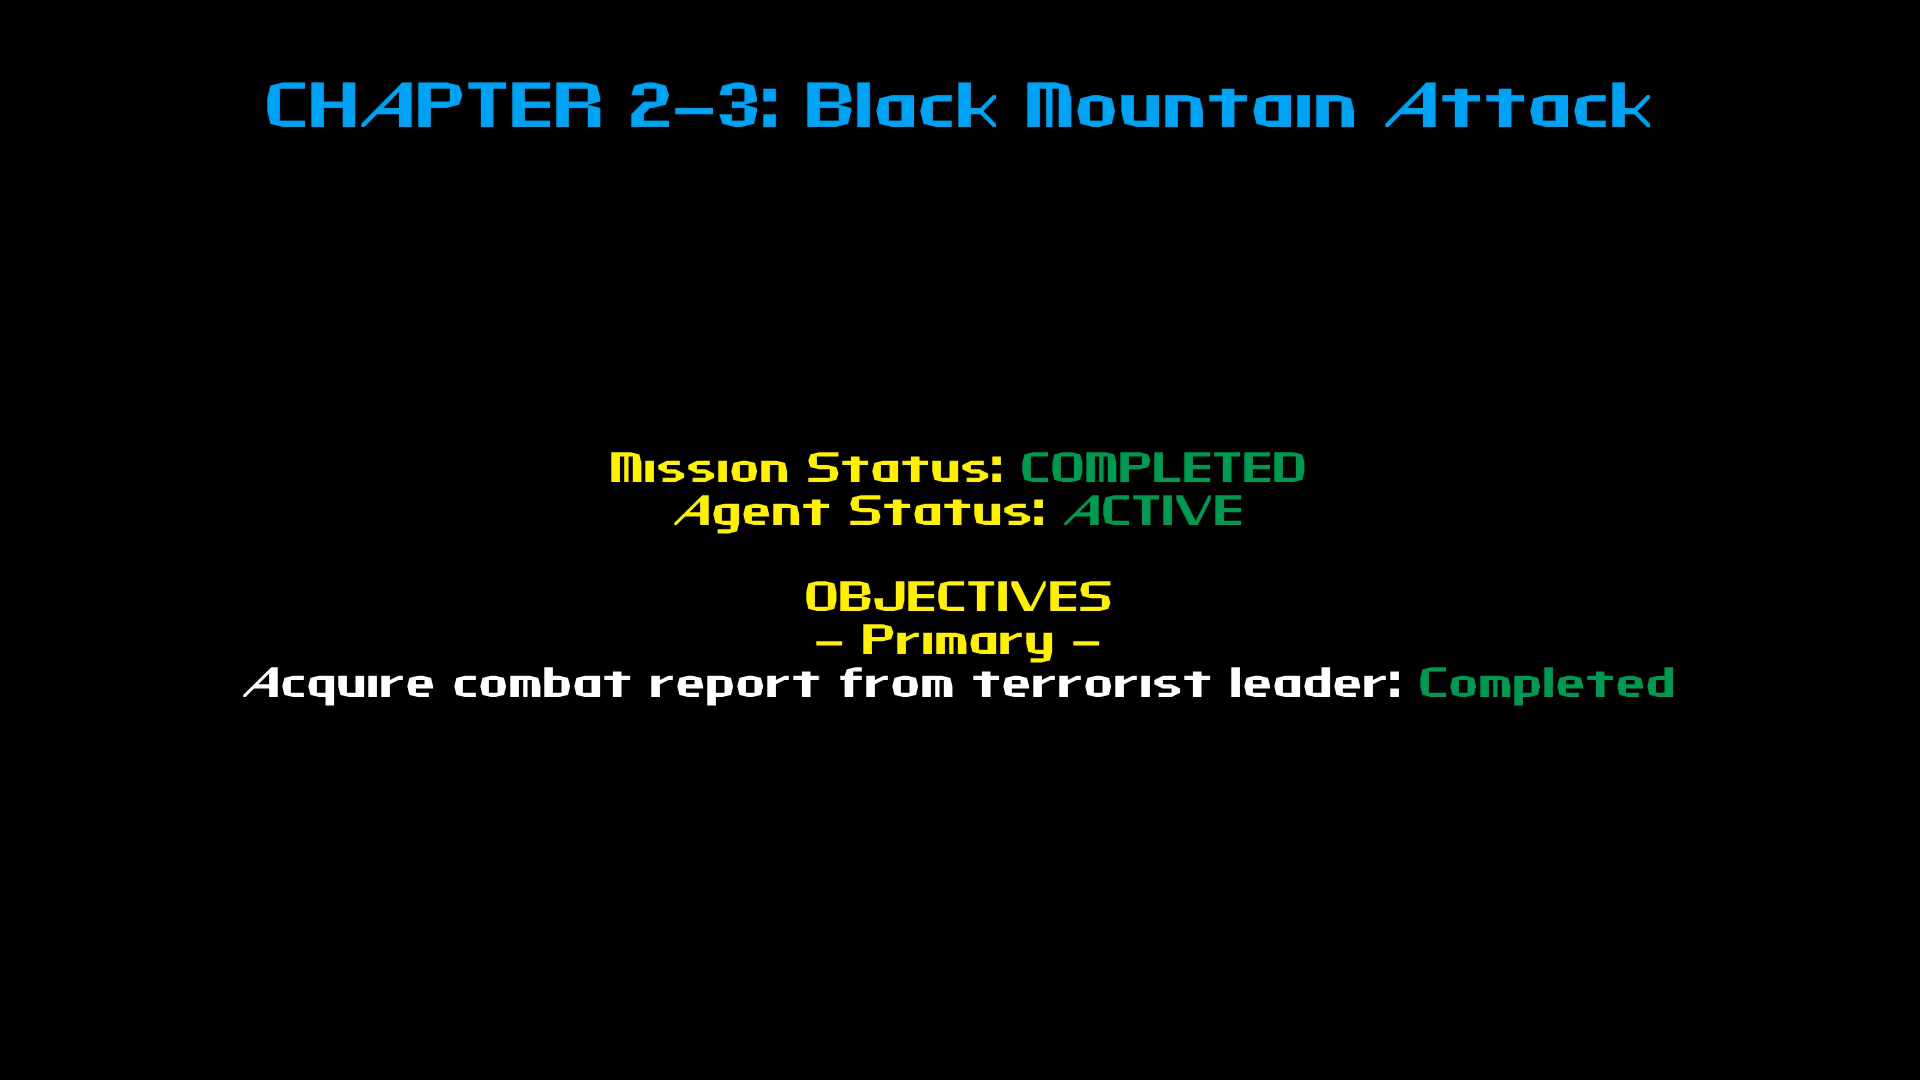 CHAPTER 2-3: Black Mountain Attack
Mission Status: COMPLETED
Agent Status: ACTIVE
OBJECTIVES
- Primary -
Acquire combat report from terrorist leader: Completed